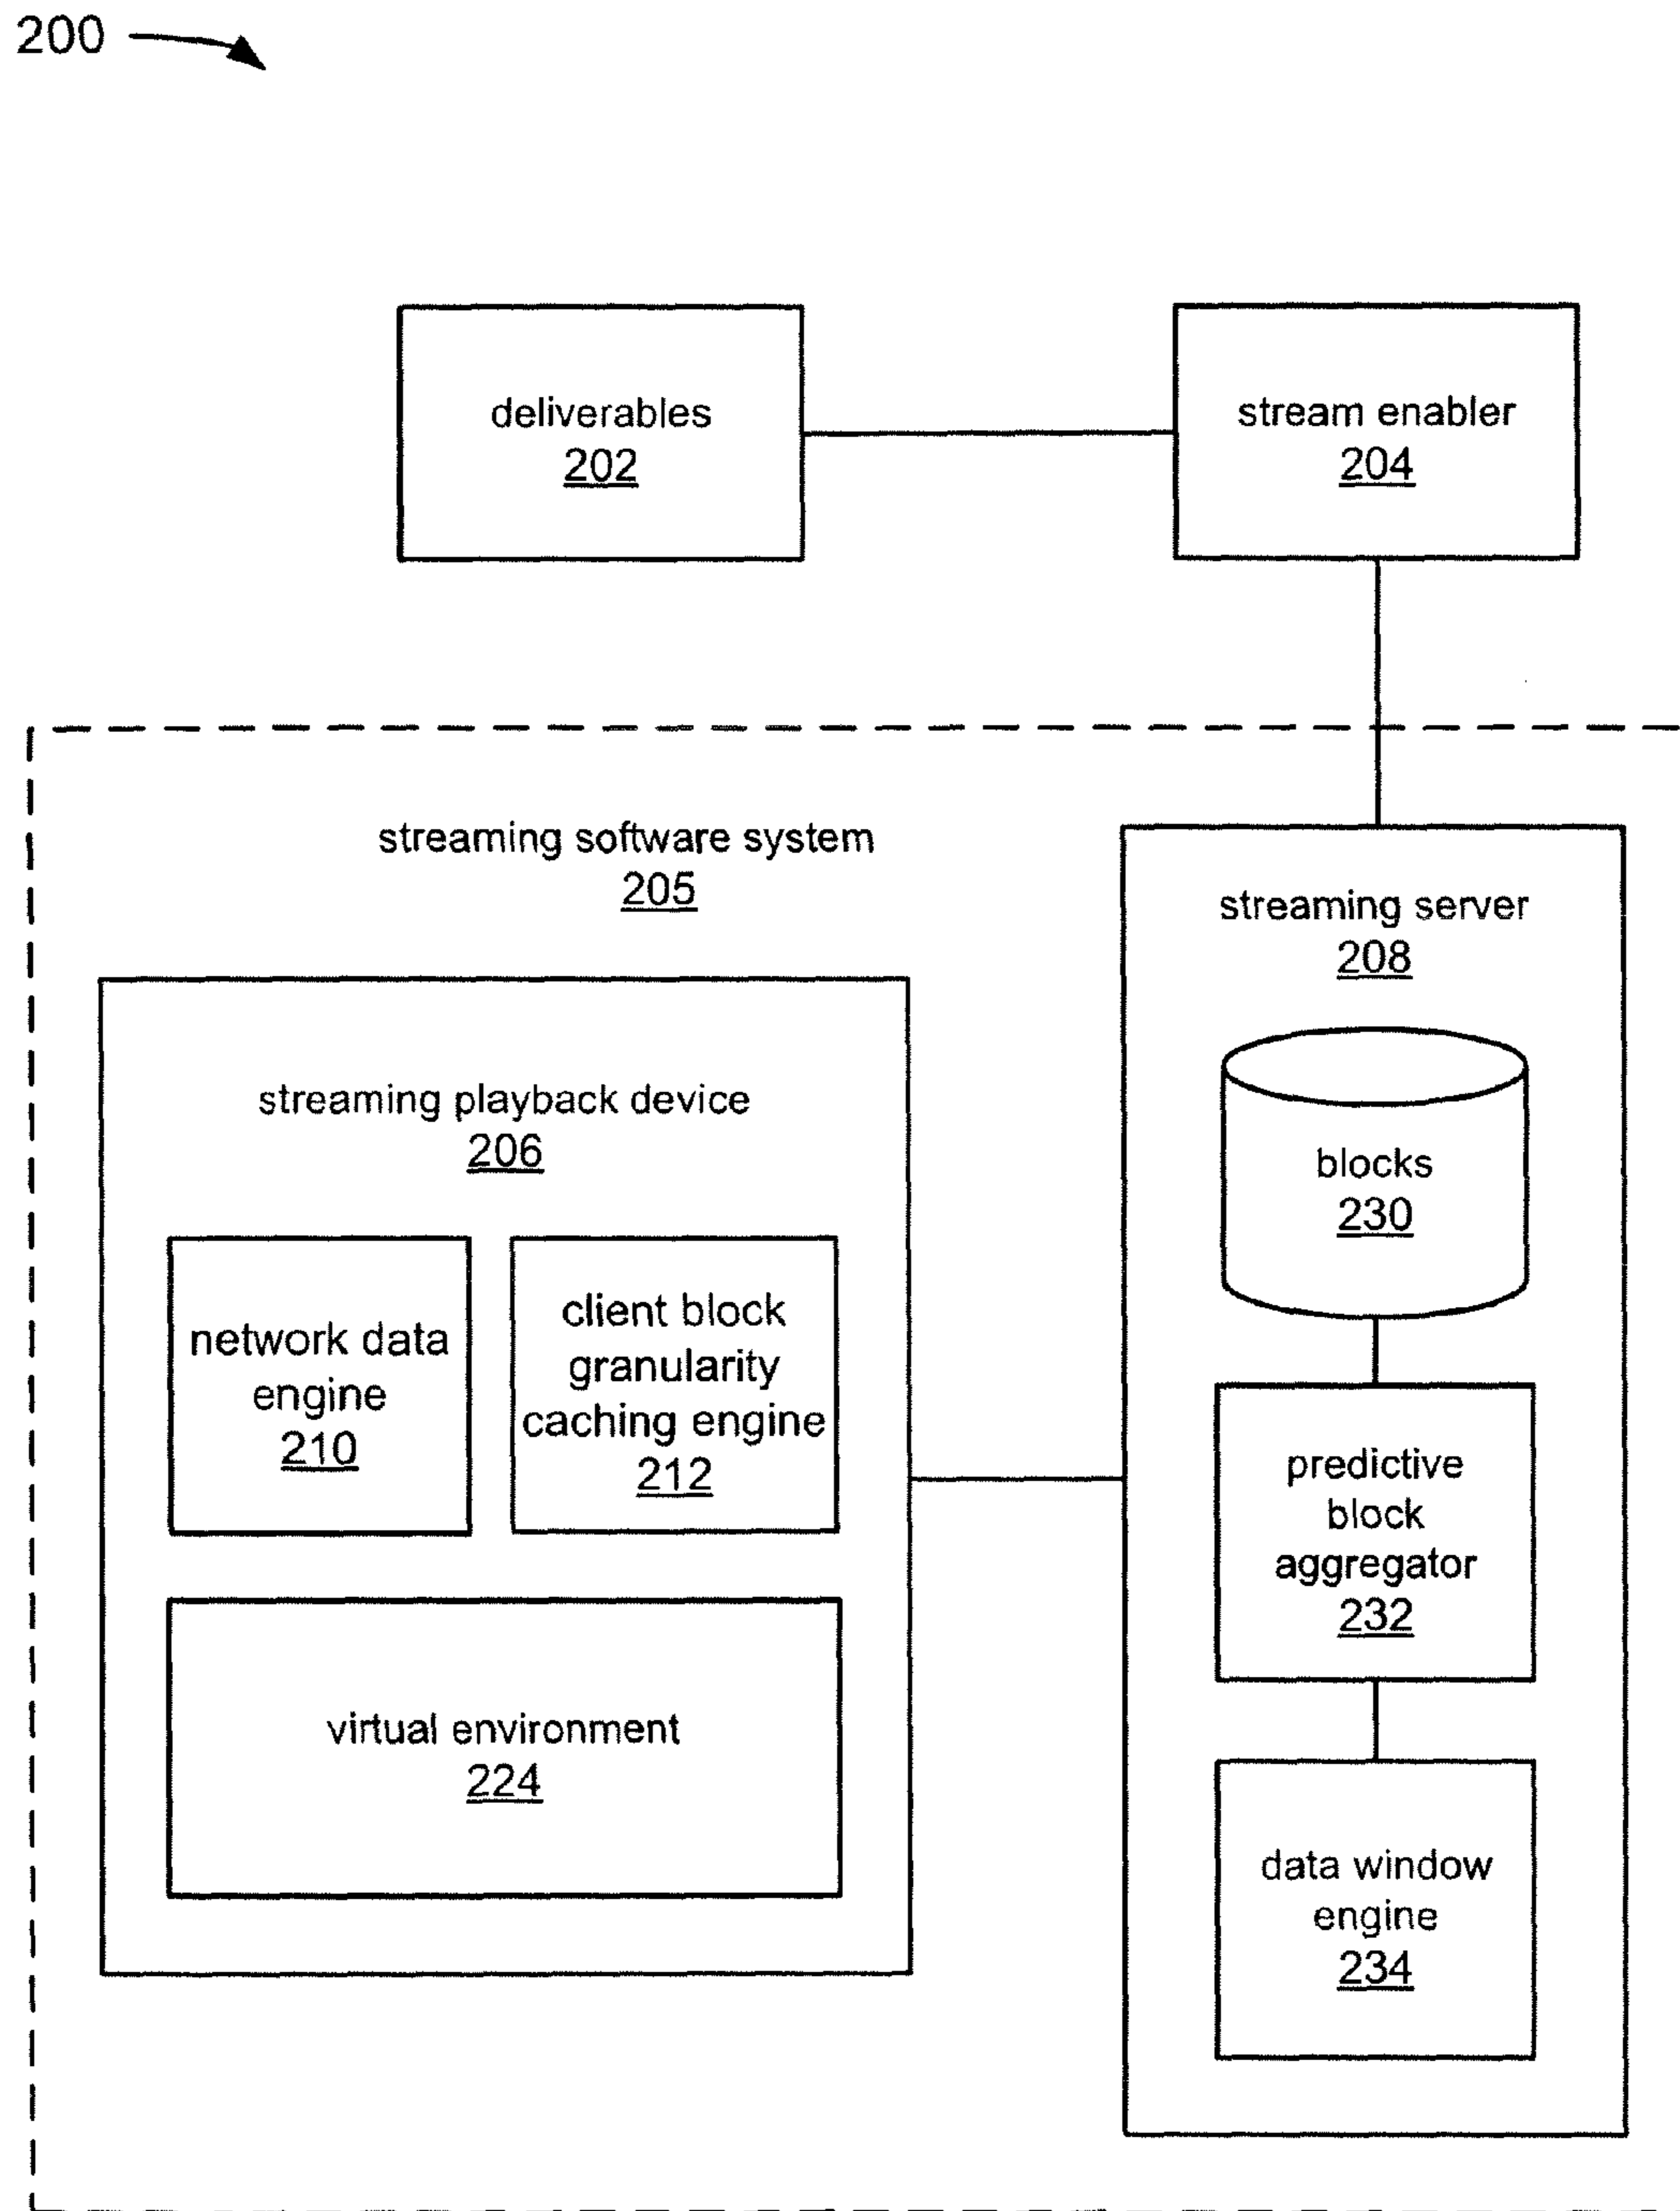 200
deliverables
202
stream enabler
204
streaming software system
205
streaming server
208
streaming playback device
206
blocks
230
network data
engine
210
client block
granularity
caching engine
212
predictive
block
aggregator
232
virtual environment
224
data window
engine
234